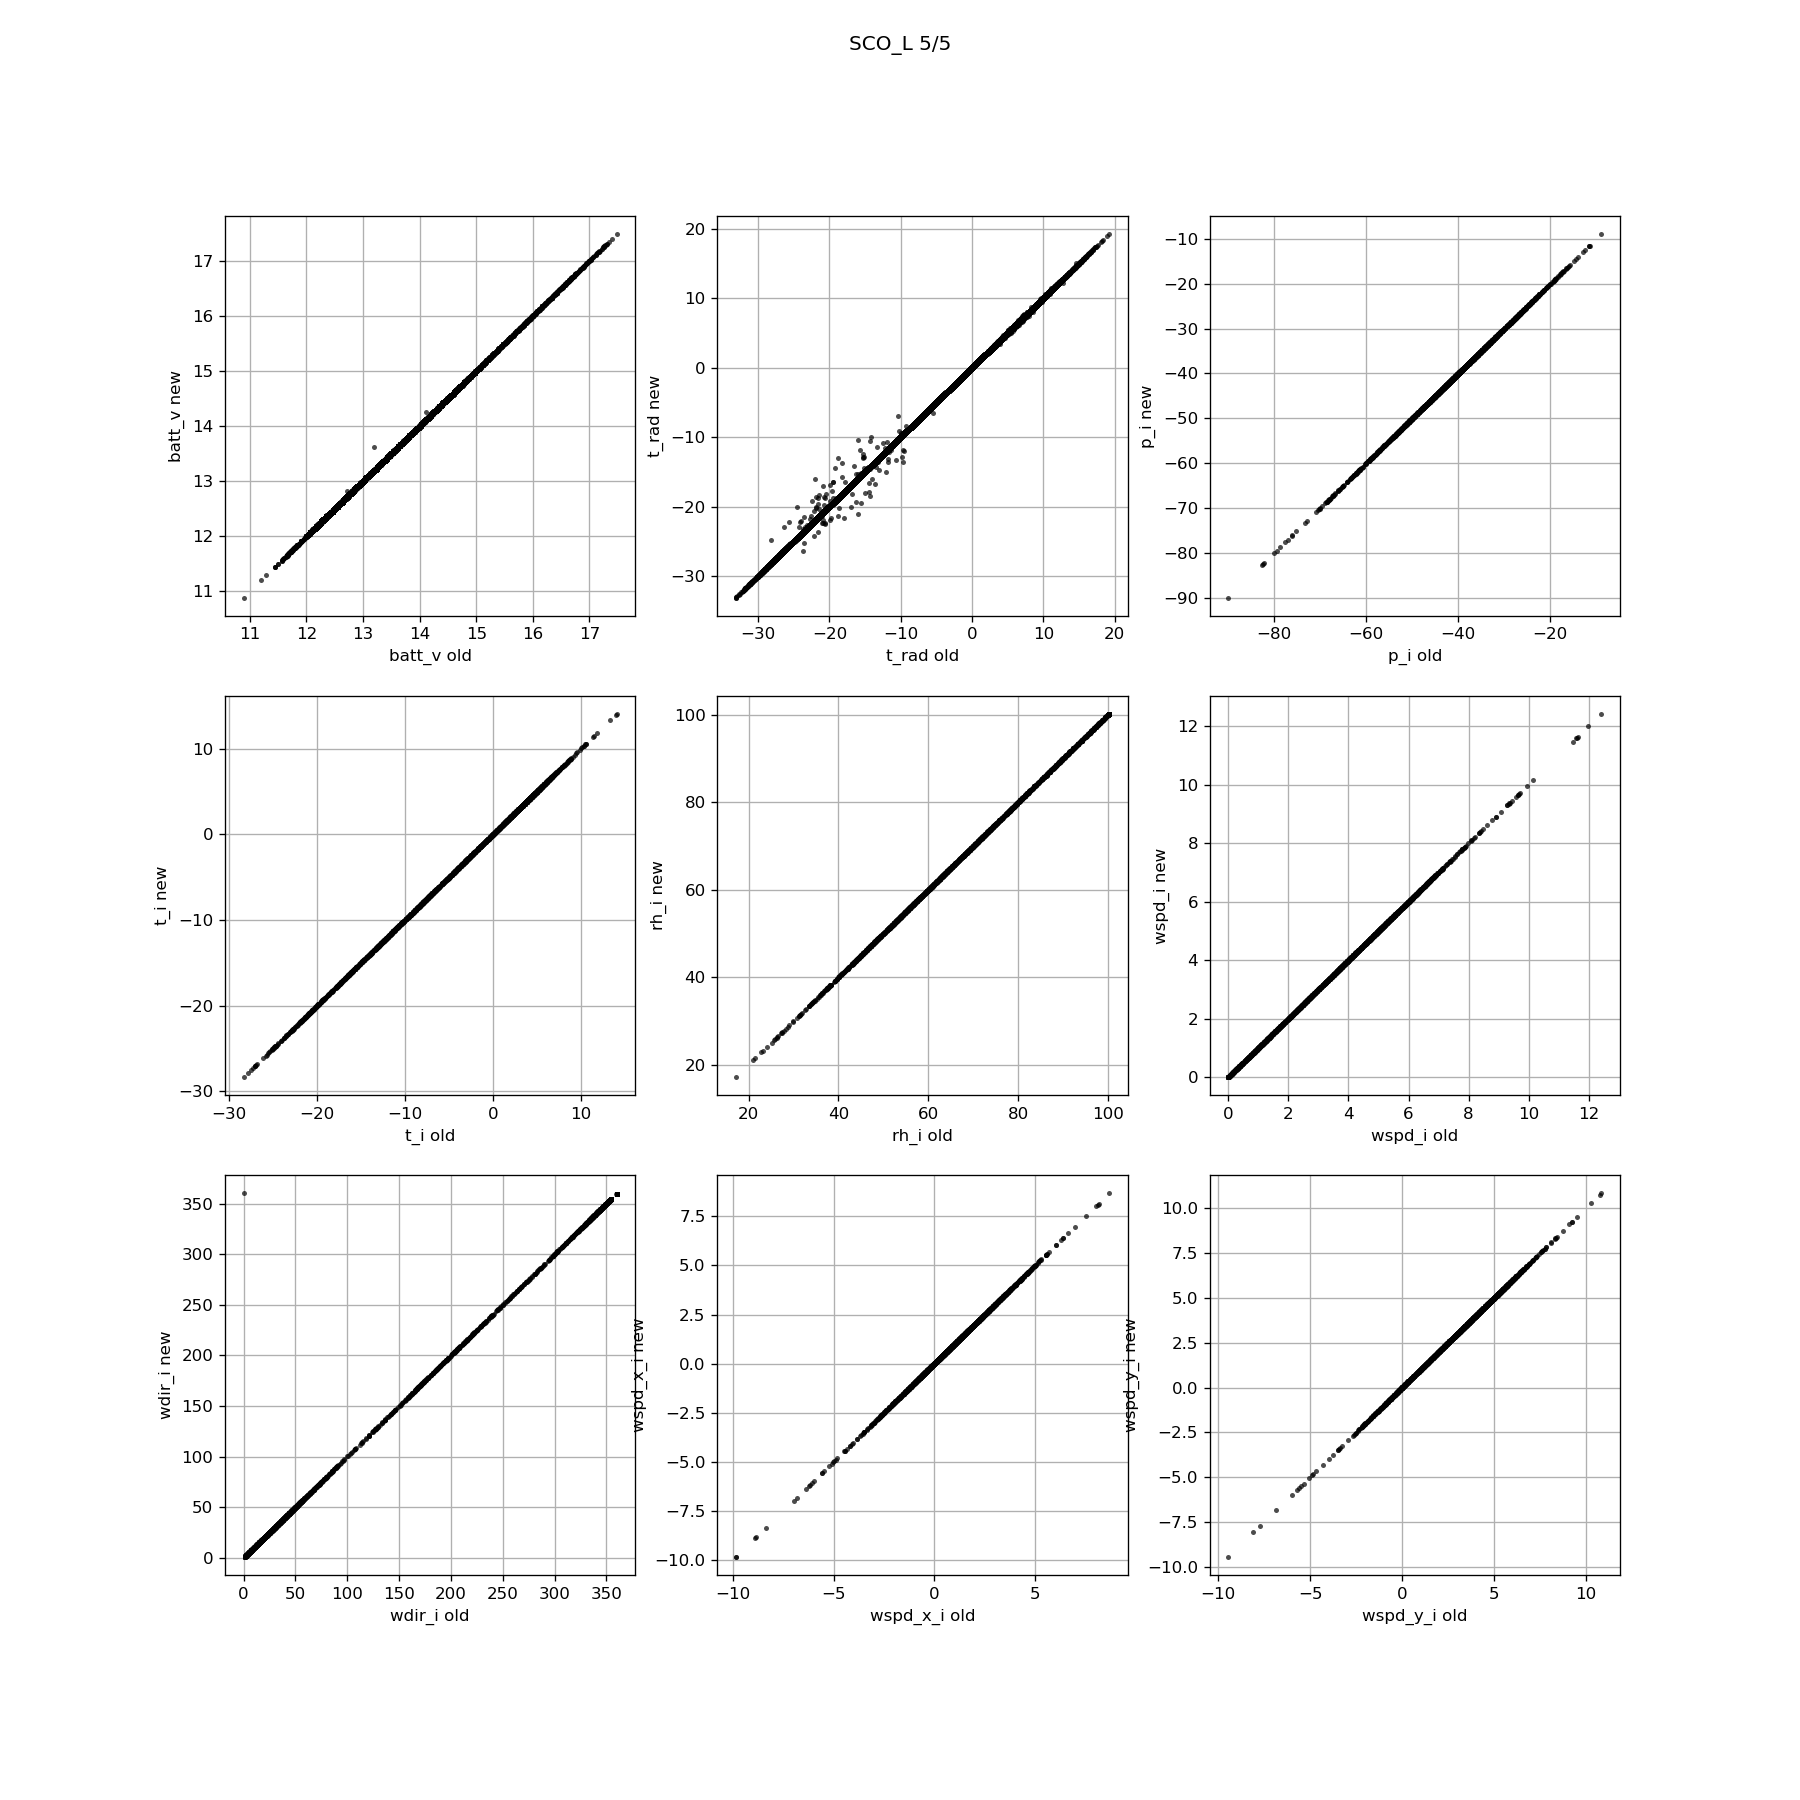 SCO_L 5/5
batt_v new
17
16
15
14
13
12
11
11 12 13 14 15 16 17
batt_v old
t_rad new
20
10
0
−10
−20
−30
−30 −20 −10 0 10 20
t_rad old
p_i new
−10
−20
−30
−40
−50
−60
−70
−80
−90
−80 −60 −40 −20
p_i old
t_i new
10
0
−10
−20
−30
−30 −20 −10 0 10
t_i old
rh_i new
100
80
60
40
20
20 40 60 80 100
rh_i old
wspd_i new
12
10
8
6
4
2
0
0 2 4 6 8 10 12
wspd_i old
wdir_i new
350
300
250
200
150
100
50
0
0 50 100 150 200 250 300 350
wdir_i old
wspd_x_i new
7.5
5.0
2.5
0.0
−2.5
−5.0
−7.5
−10.0
−10 −5 0 5
wspd_x_i old
wspd_y_i new
10.0
7.5
5.0
2.5
0.0
−2.5
−5.0
−7.5
−10.0
−10 −5 0 5 10
wspd_y_i old